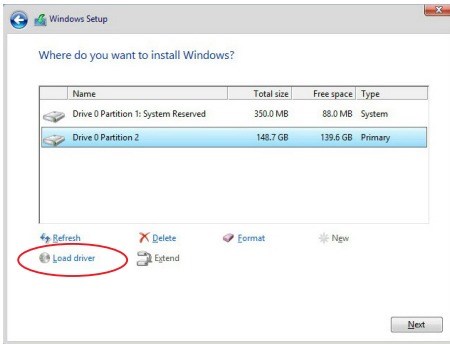 Windows Setup
Where do you want to install Windows?
Name Total size Free space Type
Drive 0 Partition 1: System Reserved 350.0 MB 88.0 MB System
Drive 0 Partition 2 148.7 GB 139.6 GB Primary
Refresh Delete Format New
Load driver Extend
Next